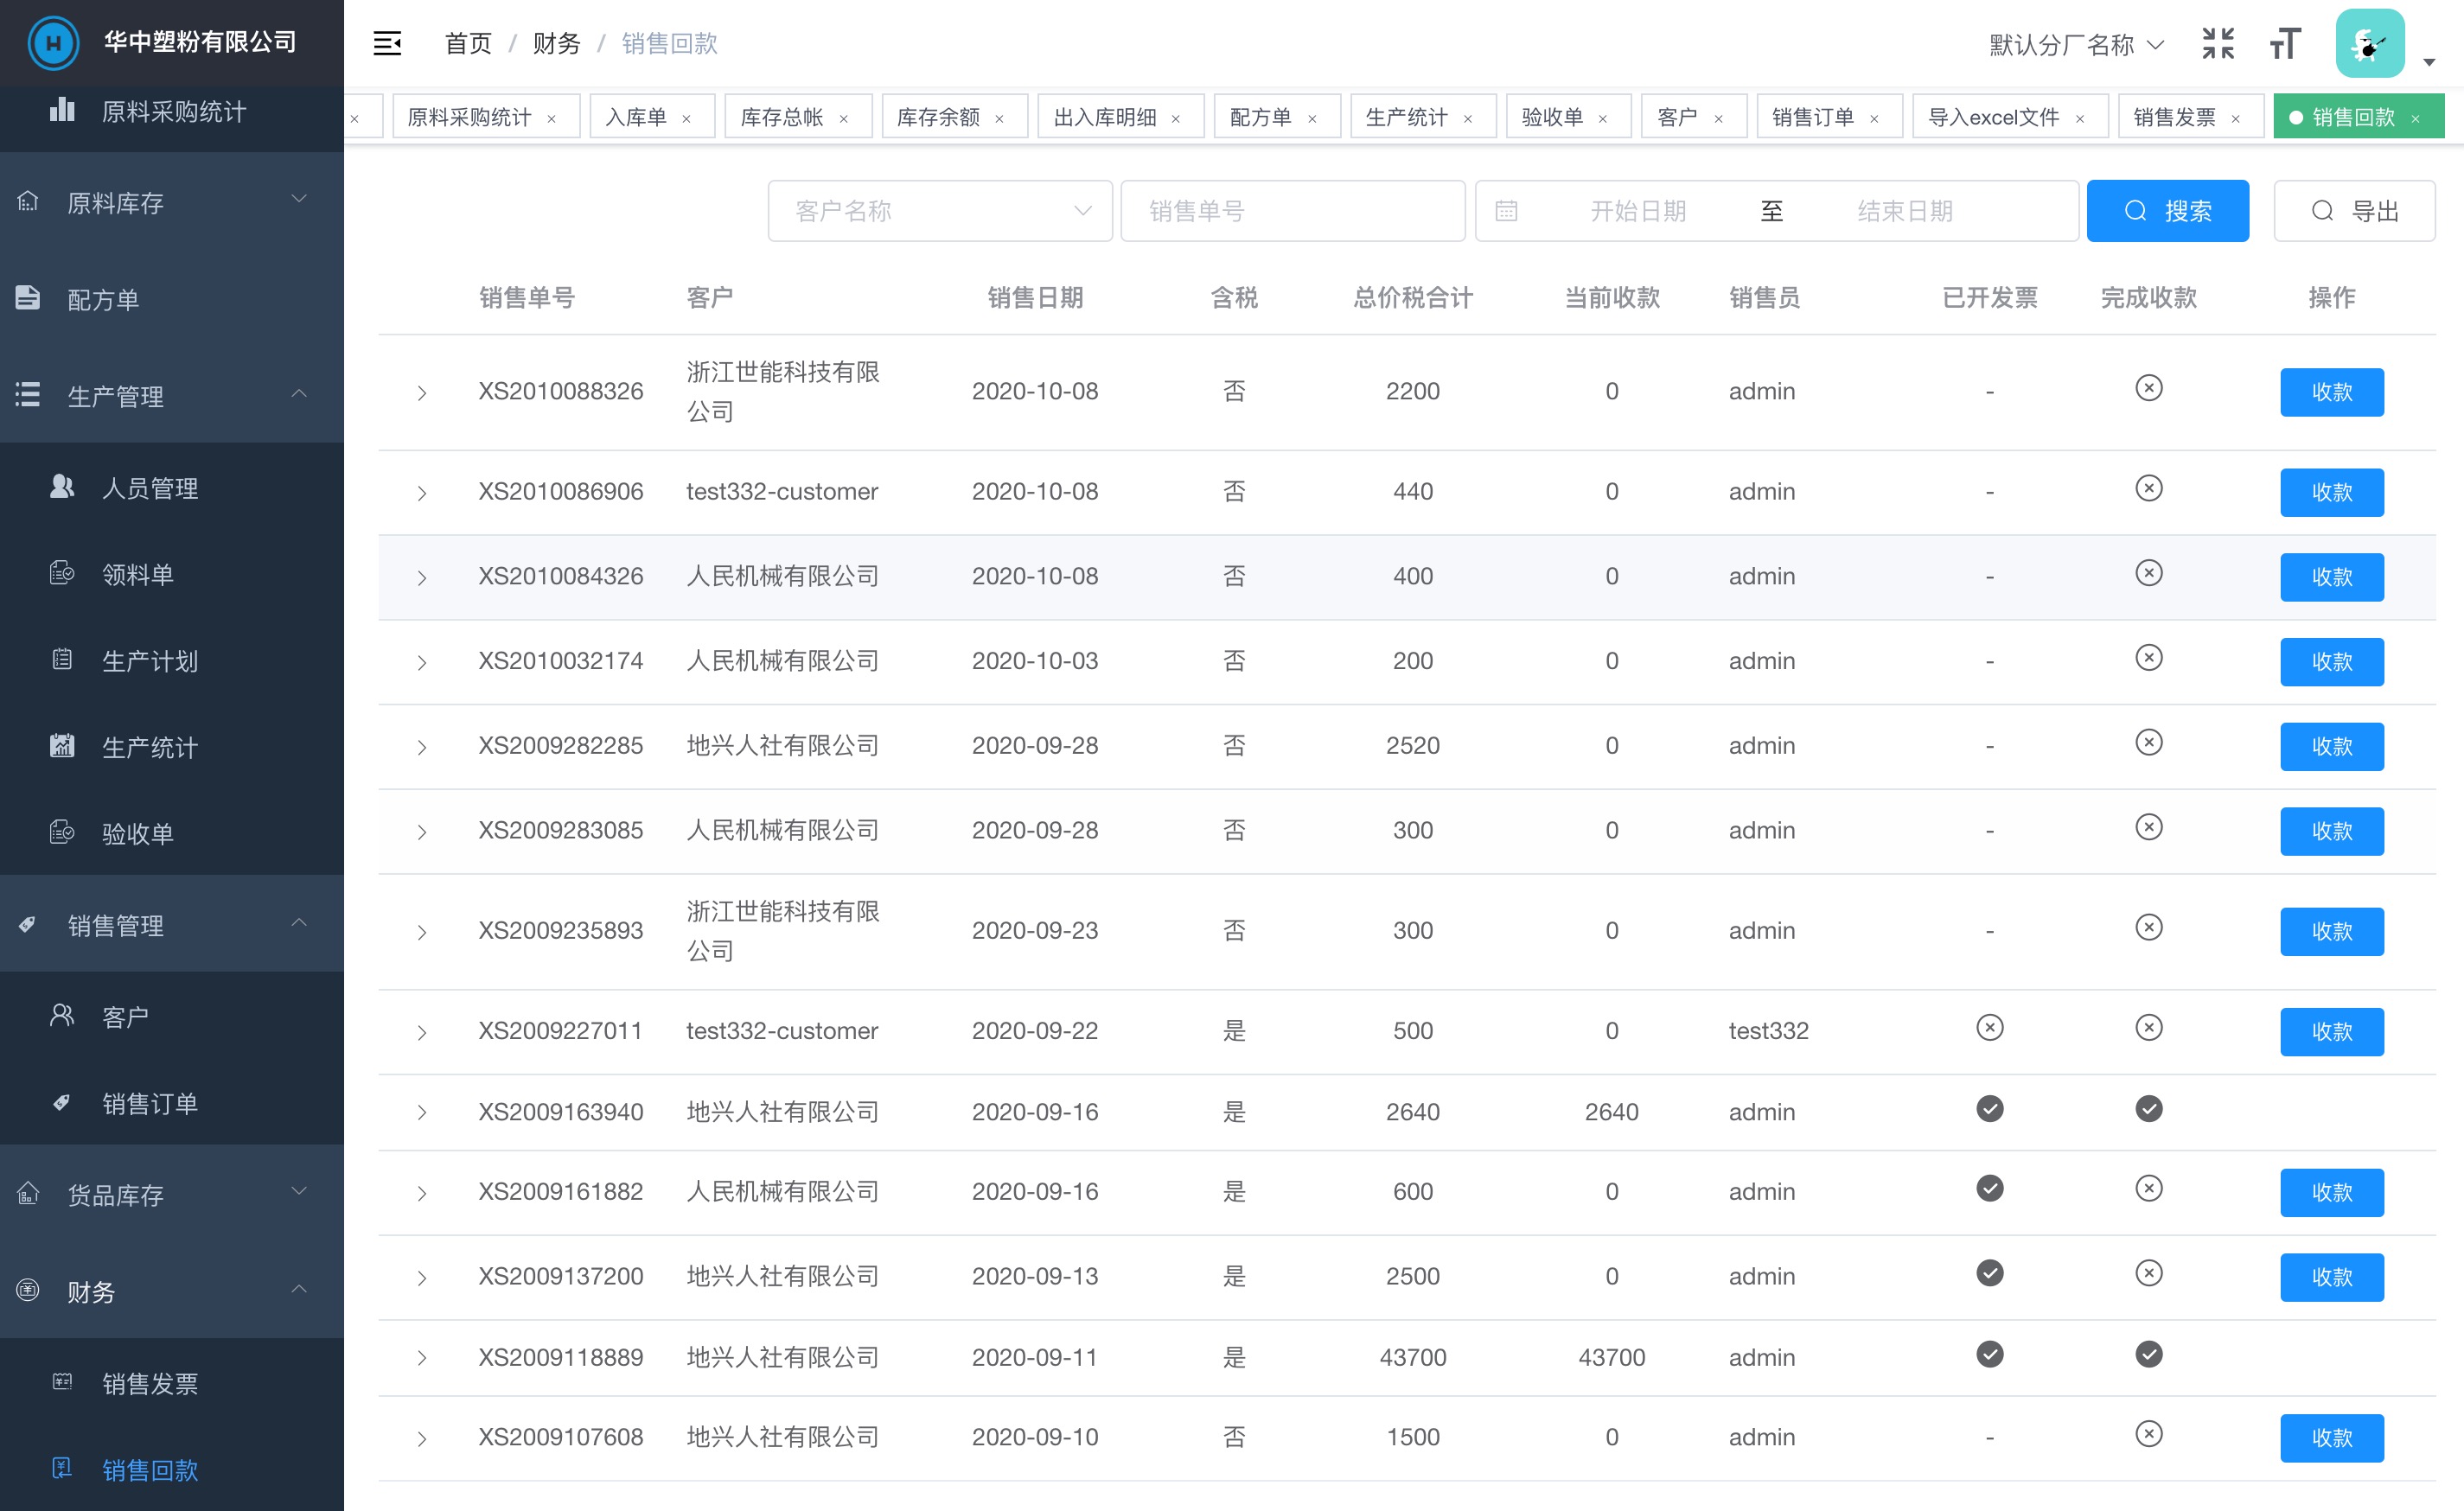 H 华中塑粉有限公司
首页 / 财务 / 销售回款
默认分厂名称
原料采购统计 入库单 库存总帐 库存余额 出入库明细 配方单 生产统计 验收单 客户 销售订单 导入excel文件 销售发票 销售回款
原料采购统计
原料库存
配方单
生产管理
人员管理
领料单
生产计划
生产统计
验收单
销售管理
客户
销售订单
货品库存
财务
销售发票
销售回款
客户名称 销售单号 开始日期 至 结束日期 搜索 导出
销售单号 客户 销售日期 含税 总价税合计 当前收款 销售员 已开发票 完成收款 操作
XS2010088326 浙江世能科技有限 2020-10-08 否 2200 0 admin - 收款
公司
XS2010086906 test332-customer 2020-10-08 否 440 0 admin - 收款
XS2010084326 人民机械有限公司 2020-10-08 否 400 0 admin - 收款
XS2010032174 人民机械有限公司 2020-10-03 否 200 0 admin - 收款
XS2009282285 地兴人社有限公司 2020-09-28 否 2520 0 admin - 收款
XS2009283085 人民机械有限公司 2020-09-28 否 300 0 admin - 收款
XS2009235893 浙江世能科技有限 2020-09-23 否 300 0 admin - 收款
公司
XS2009227011 test332-customer 2020-09-22 是 500 0 test332 收款
XS2009163940 地兴人社有限公司 2020-09-16 是 2640 2640 admin
XS2009161882 人民机械有限公司 2020-09-16 是 600 0 admin 收款
XS2009137200 地兴人社有限公司 2020-09-13 是 2500 0 admin 收款
XS2009118889 地兴人社有限公司 2020-09-11 是 43700 43700 admin
XS2009107608 地兴人社有限公司 2020-09-10 否 1500 0 admin - 收款